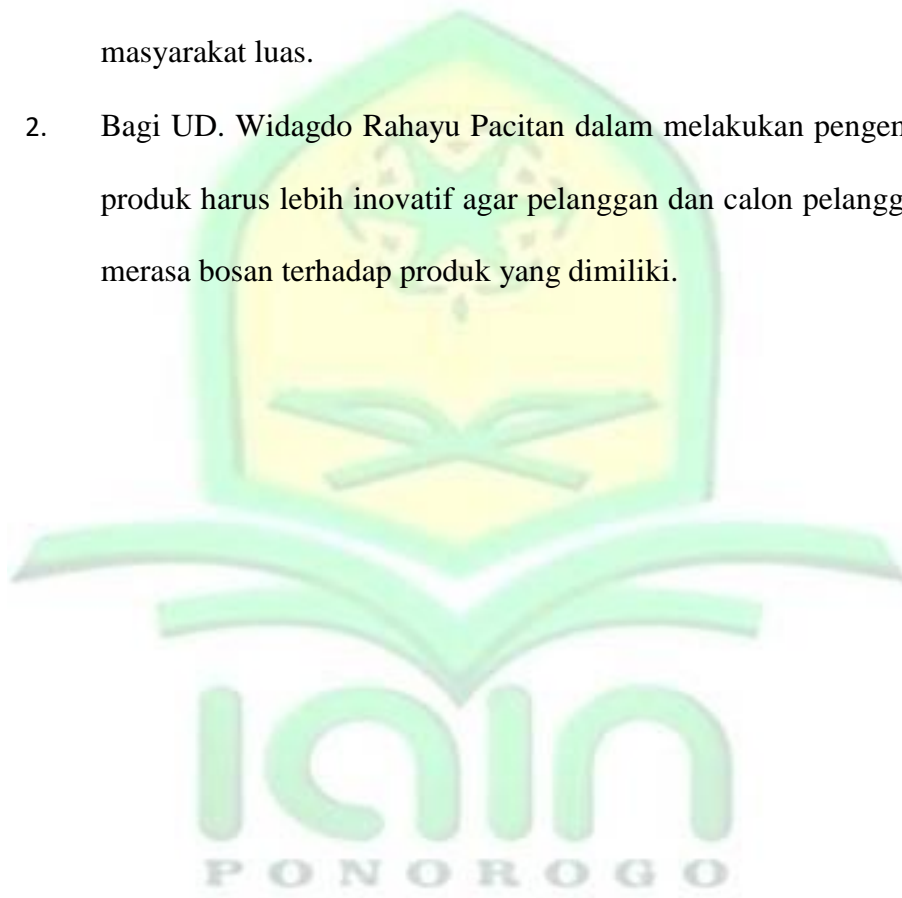 masyarakat luas.
2. Bagi UD. Widagdo Rahayu Pacitan dalam melakukan
produk harus lebih inovatif agar pelanggan dan calon
merasa bosan terhadap produk yang dimiliki.
iain
PONOROGO